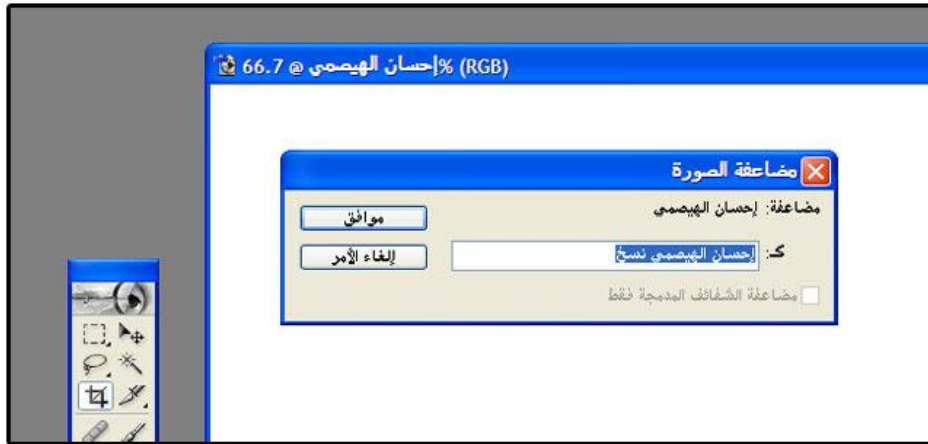 إحسان الهيصمي @ 66.7% (RGB)
مضاعفة الصورة
مضاعفة: إحسان الهيصمي
موافق
كـ: إحسان الهيصمي نسخ
إلغاء الأمر
مضاعفة الشفائف المدمجة فقط